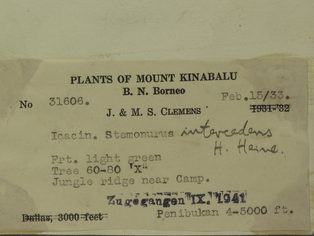 PLANTS OF MOUNT KINABALU
B. N. Borneo
No 31606. Feb.15/33.
1931-'32
J. & M. S. Clemens
Icacin. Stemonurus intercedens
H. Heine.
Frt. light green
Tree 60-80 "X"
Jungle ridge near Camp.
Zugegangen IX. 1941
Dallas, 3000 feet Penibukan 4-5000 ft.